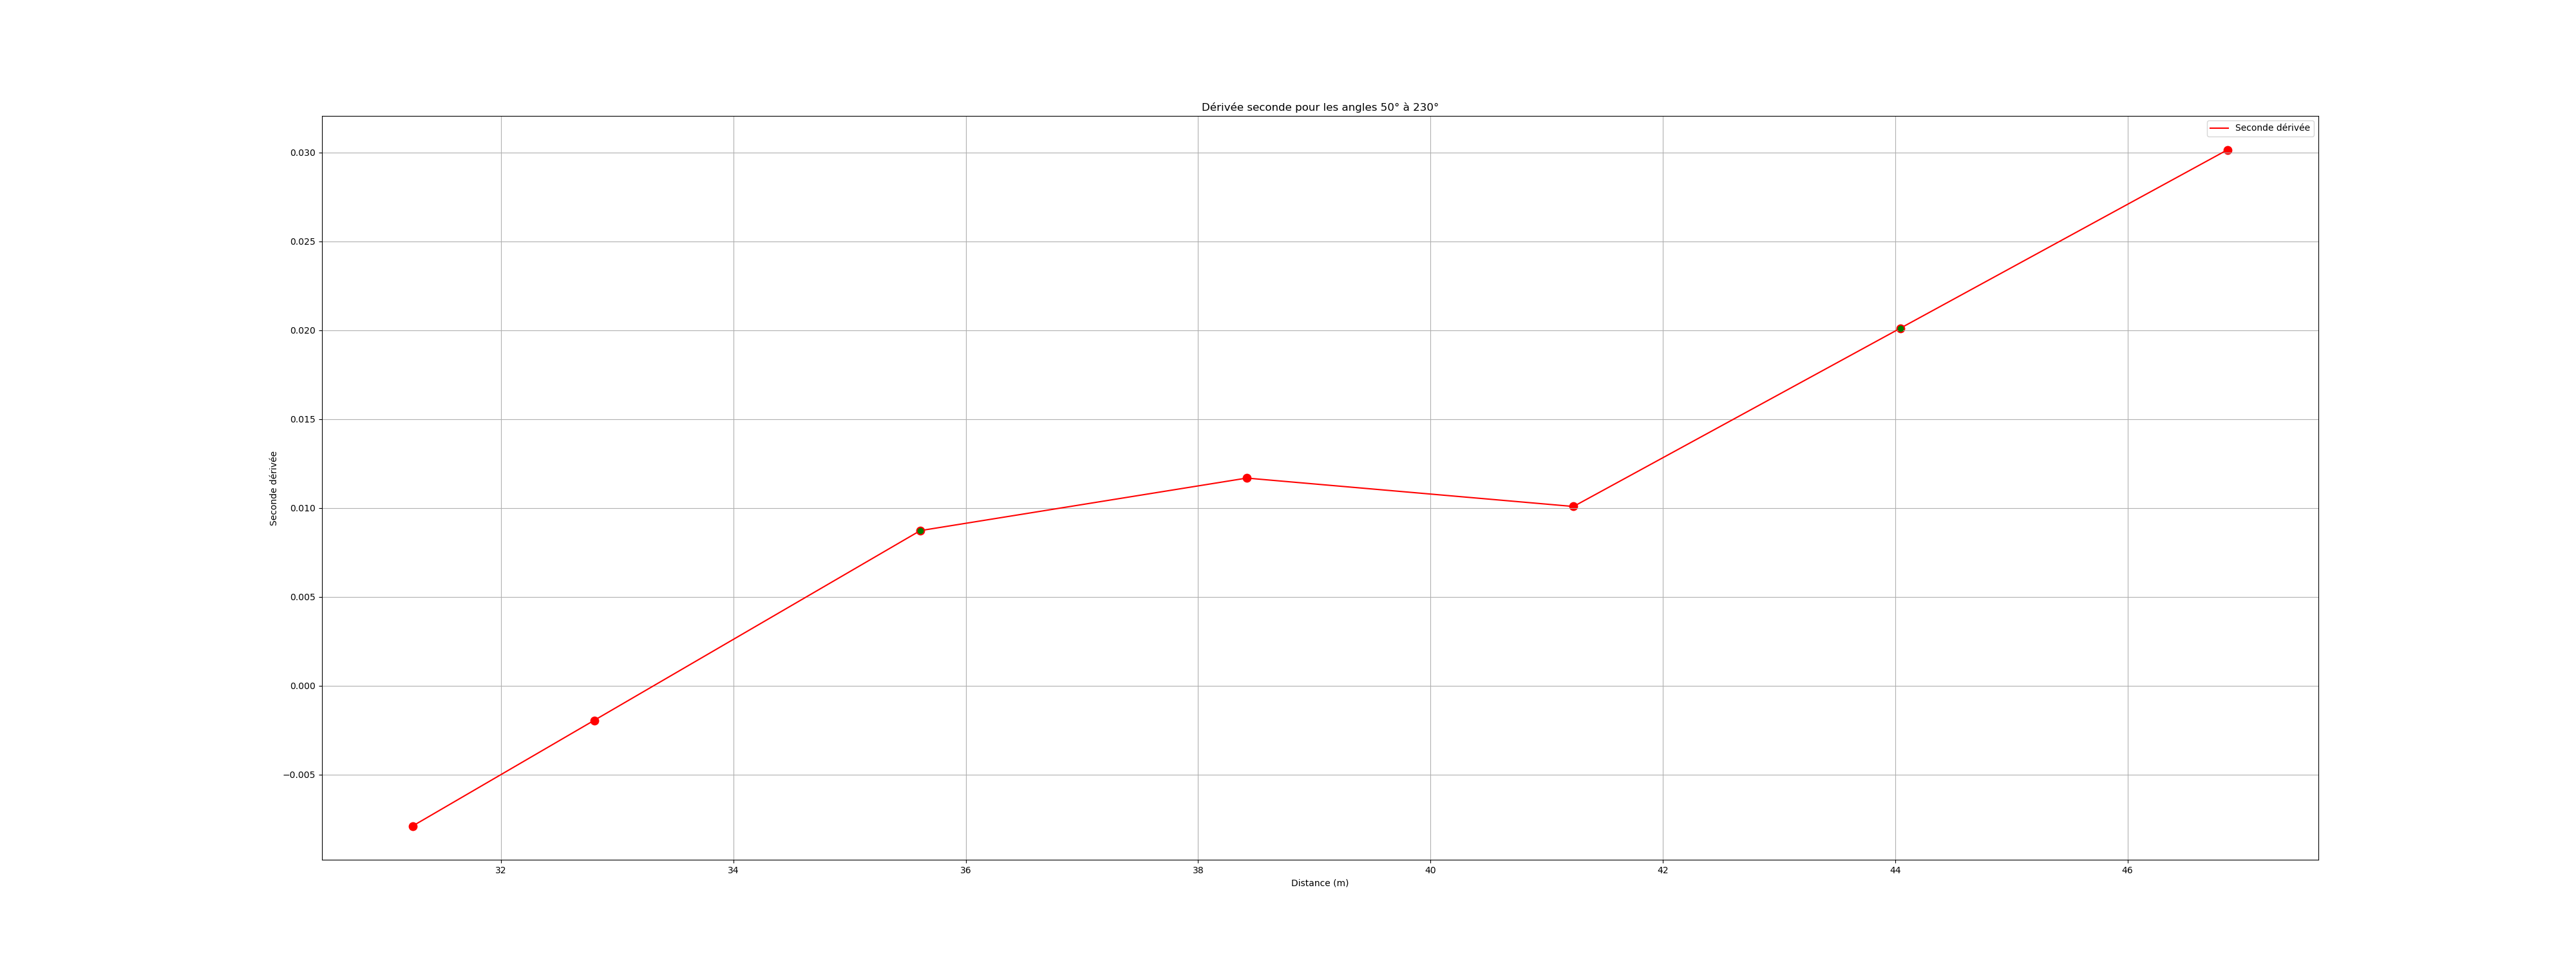 Dérivée seconde pour les angles 50° à 230°
Seconde dérivée
0.030
0.025
0.020
0.015
0.010
0.005
0.000
−0.005
Seconde dérivée
32 34 36 38 40 42 44 46
Distance (m)